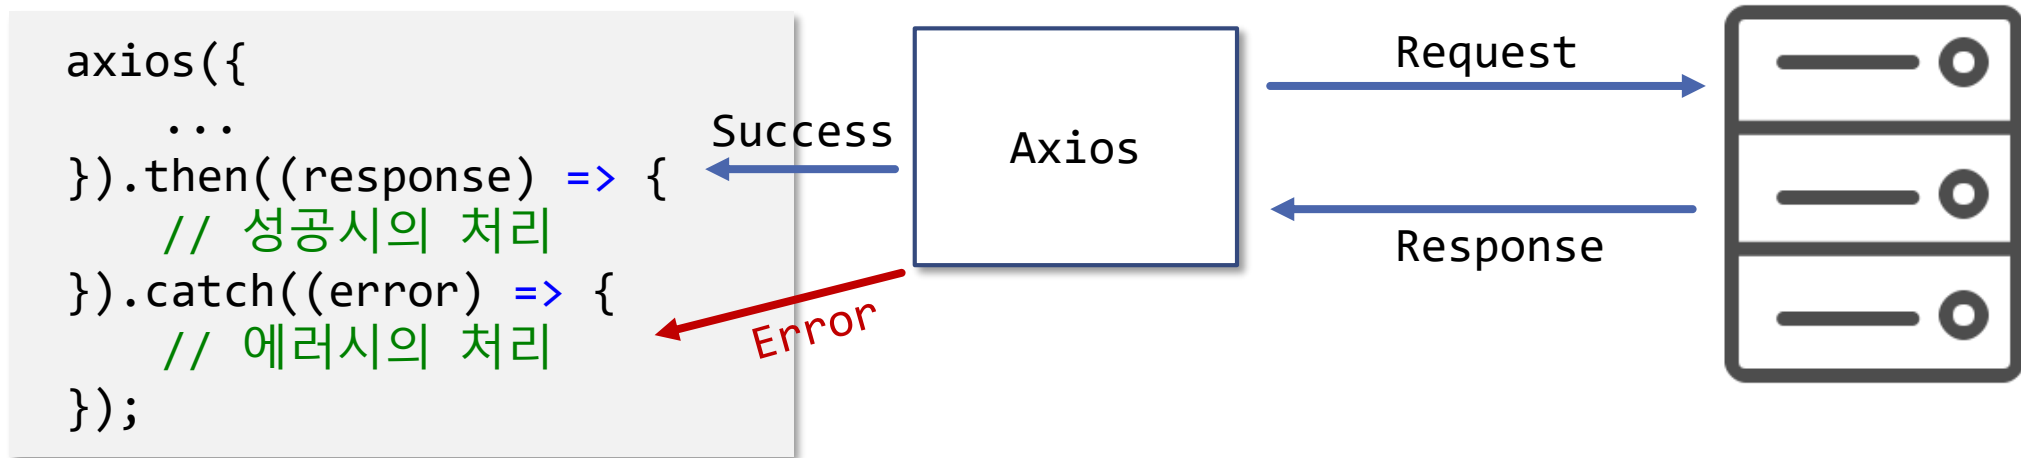 axios({
...
}).then((response) => {
// 성공시의 처리
}).catch((error) => {
// 에러시의 처리
});
Success
Error
Axios
Request
Response